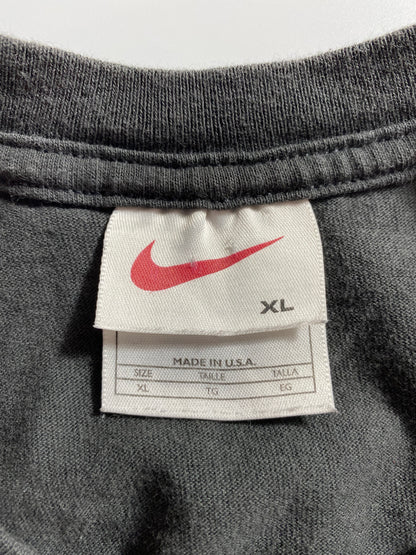 XL
MADE IN U.S.A.
SIZE TAILLE TALLA
XL TG EG